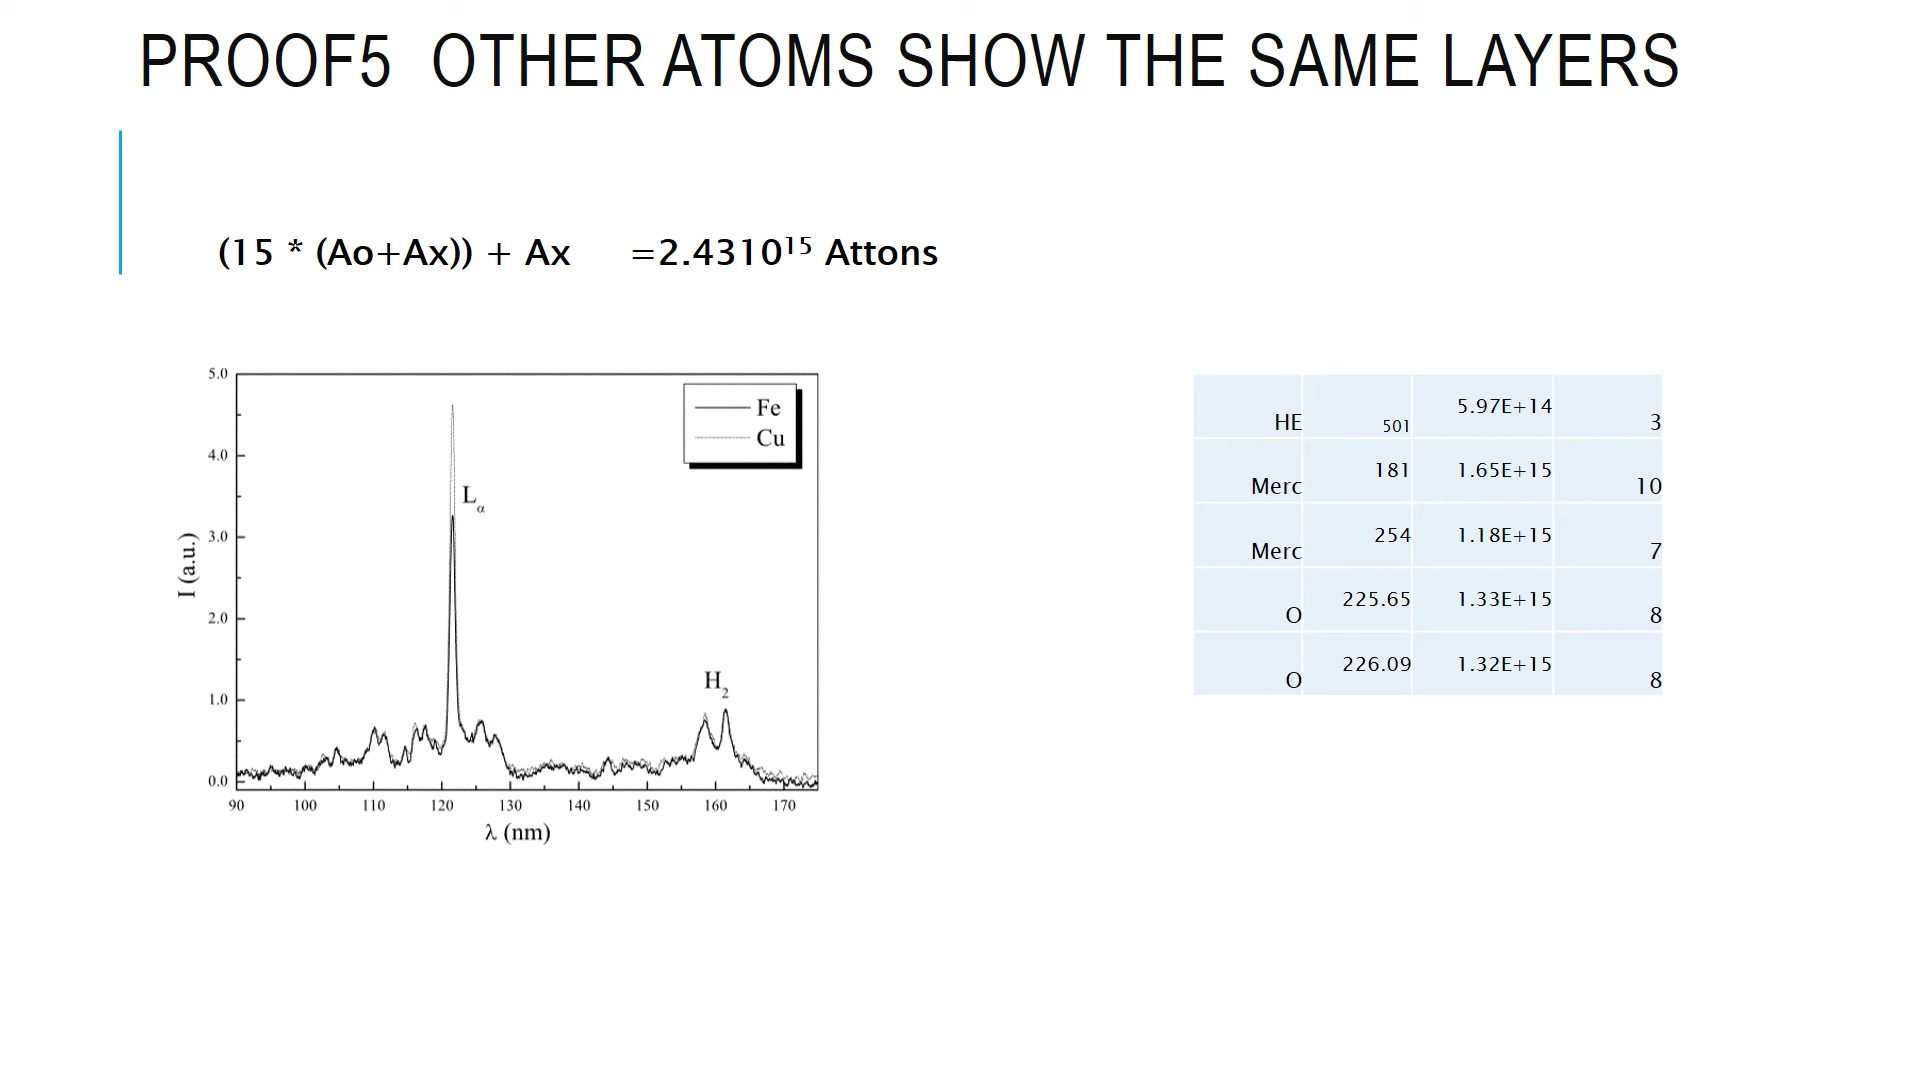 PROOF5 OTHER ATOMS SHOW THE SAME LAYERS
(15 * (Ao+Ax)) + Ax =2.4310¹⁵ Attons
5.0
4.0
3.0
2.0
1.0
0.0
I (a.u.)
Fe
Cu
Lα
H₂
90 100 110 120 130 140 150 160 170
λ (nm)
HE 501 5.97E+14 3
Merc 181 1.65E+15 10
Merc 254 1.18E+15 7
O 225.65 1.33E+15 8
O 226.09 1.32E+15 8